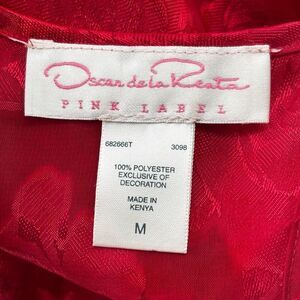 Oscar de la Renta
PINK LABEL
682666T 3098
100% POLYESTER
EXCLUSIVE OF
DECORATION
MADE IN
KENYA
M